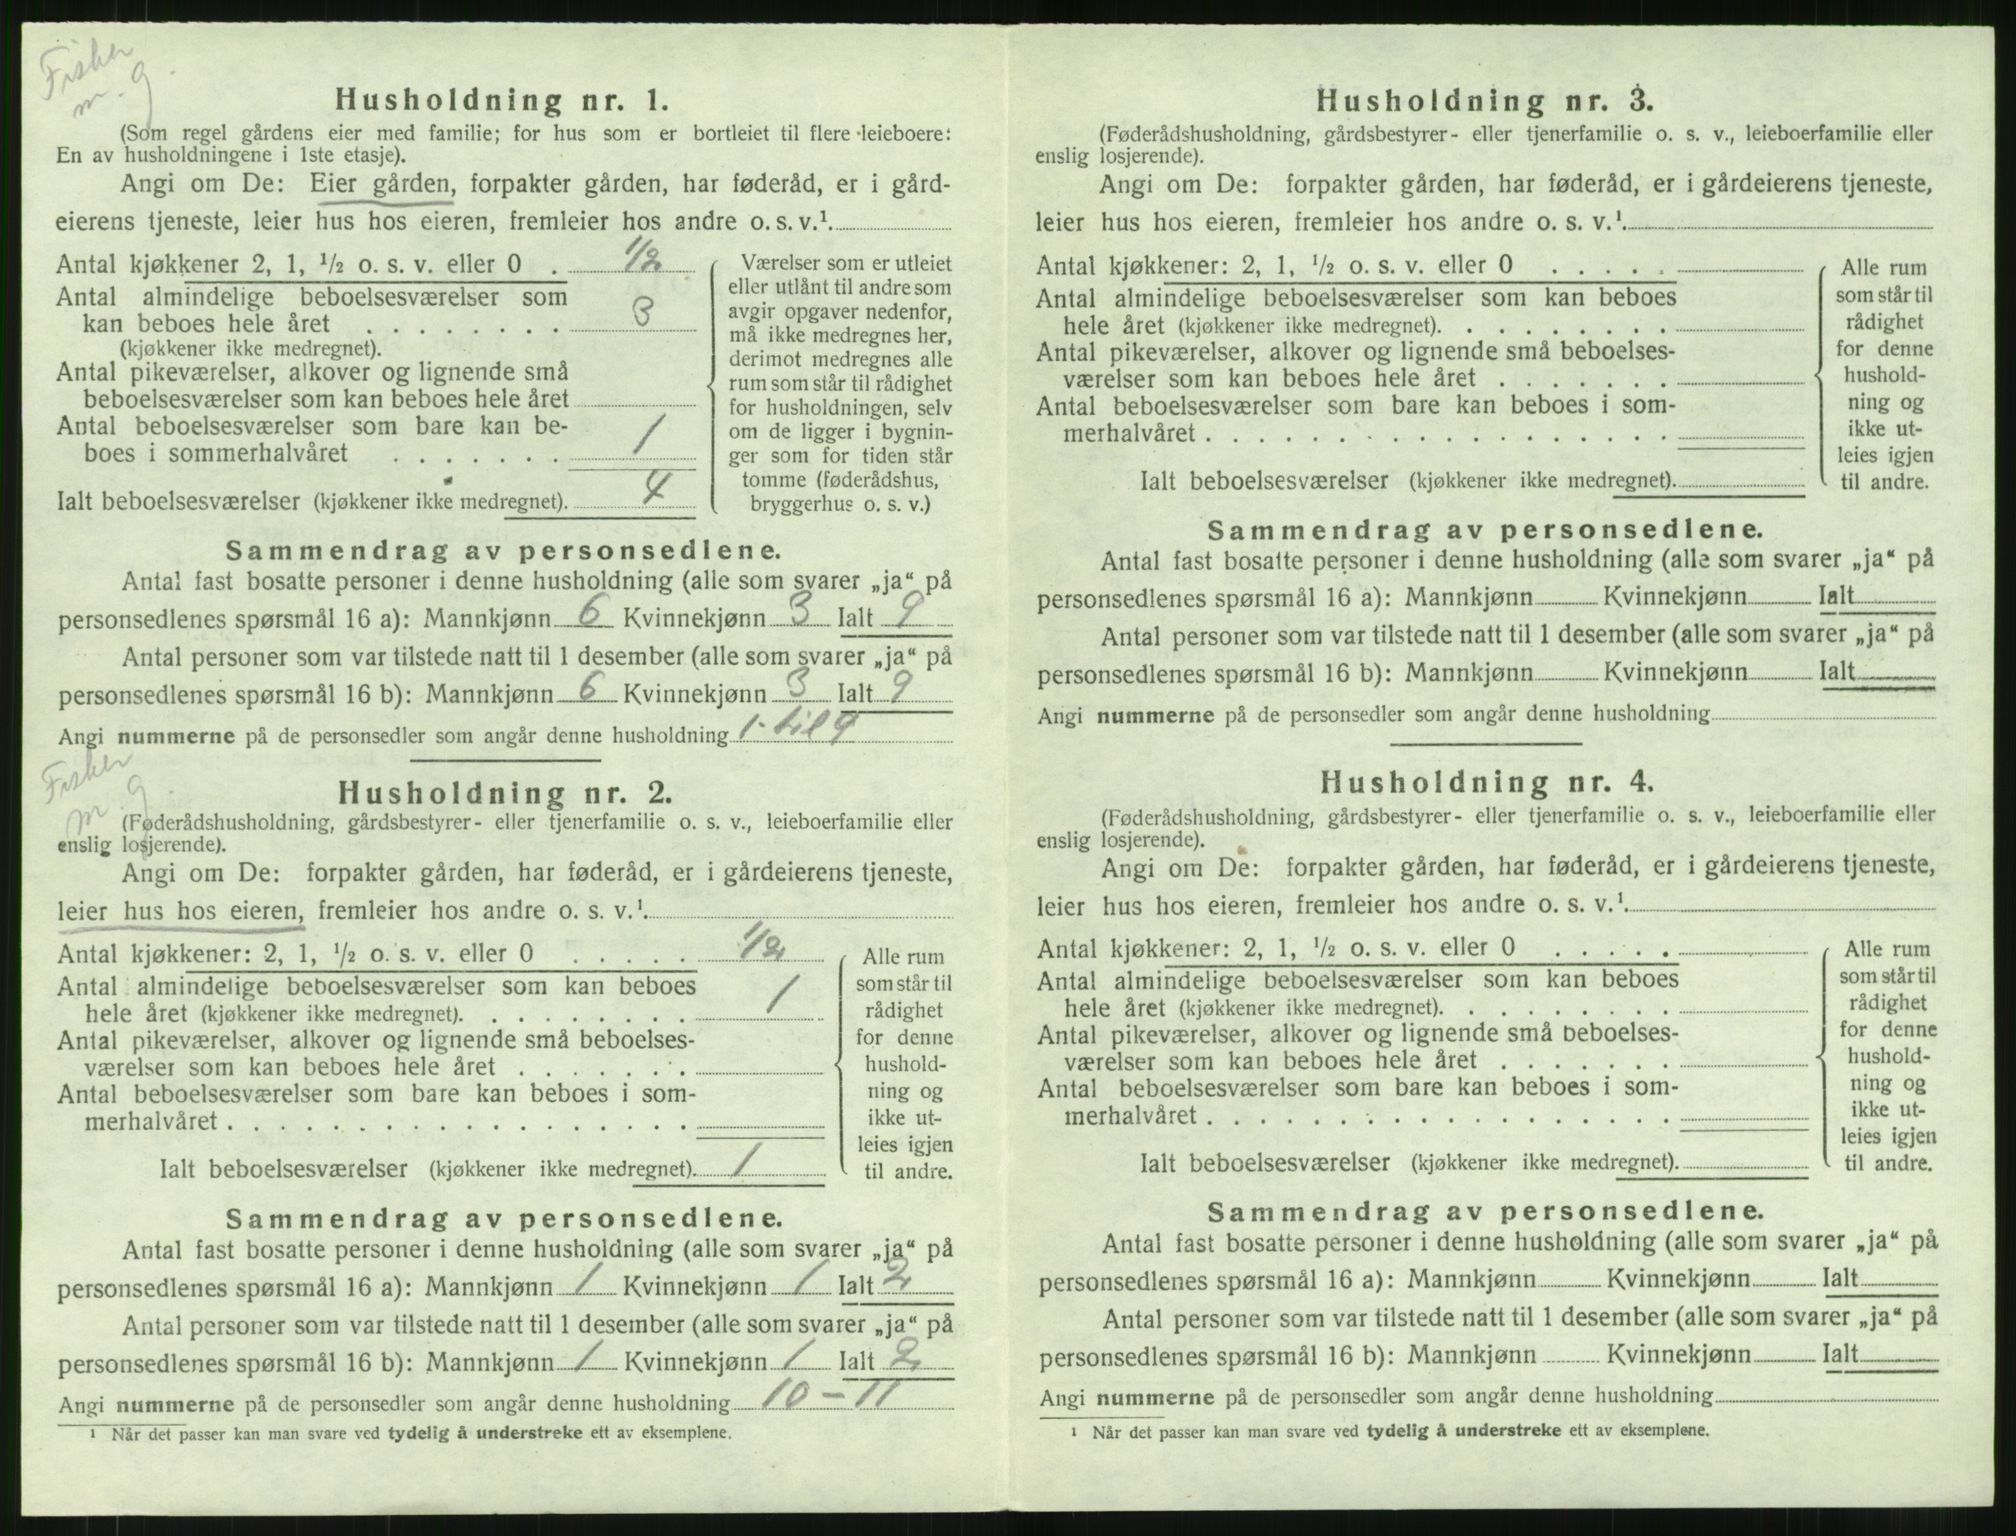 Fisker
m. g.
Husholdning nr. 1.
(Som regel gårdens eier med familie; for hus som er bortleiet til flere leieboere:
En av husholdningene i 1ste etasje).
Angi om De: Eier gården, forpakter gården, har føderåd, er i gård-
eierens tjeneste, leier hus hos eieren, fremleier hos andre o. s. v.¹
Antal kjøkkener 2, 1, ¹/₂ o. s. v. eller 0 . 1/2
Antal almindelige beboelsesværelser som
kan beboes hele året . . . . . . . . 3
(kjøkkener ikke medregnet).
Antal pikeværelser, alkover og lignende små
beboelsesværelser som kan beboes hele året
Antal beboelsesværelser som bare kan be-
boes i sommerhalvåret . . . . . . . 1
Ialt beboelsesværelser (kjøkkener ikke medregnet). 4
Værelser som er utleiet
eller utlånt til andre som
avgir opgaver nedenfor,
må ikke medregnes her,
derimot medregnes alle
rum som står til rådighet
for husholdningen, selv
om de ligger i bygnin-
ger som for tiden står
tomme (føderådshus,
bryggerhus o. s. v.)
Sammendrag av personsedlene.
Antal fast bosatte personer i denne husholdning (alle som svarer „ja“ på
personsedlenes spørsmål 16 a): Mannkjønn 6 Kvinnekjønn 3 Ialt 9
Antal personer som var tilstede natt til 1 desember (alle som svarer „ja“ på
personsedlenes spørsmål 16 b): Mannkjønn 6 Kvinnekjønn 3 Ialt 9
Angi nummerne på de personsedler som angår denne husholdning 1- til 9
Fisker
m. g.
Husholdning nr. 2.
(Føderådshusholdning, gårdsbestyrer- eller tjenerfamilie o. s. v., leieboerfamilie eller
enslig losjerende).
Angi om De: forpakter gården, har føderåd, er i gårdeierens tjeneste,
leier hus hos eieren, fremleier hos andre o. s. v.¹
Antal kjøkkener: 2, 1, ¹/₂ o. s. v. eller 0 . . . . . 1/2
Antal almindelige beboelsesværelser som kan beboes
hele året (kjøkkener ikke medregnet). . . . . . . . . 1
Antal pikeværelser, alkover og lignende små beboelses-
værelser som kan beboes hele året . . . . . . .
Antal beboelsesværelser som bare kan beboes i som-
merhalvåret . . . . . . . . . . . . . . . . . .
Ialt beboelsesværelser (kjøkkener ikke medregnet). 1
Alle rum
som står til
rådighet
for denne
hushold-
ning og
ikke ut-
leies igjen
til andre.
Sammendrag av personsedlene.
Antal fast bosatte personer i denne husholdning (alle som svarer „ja“ på
personsedlenes spørsmål 16 a): Mannkjønn 1 Kvinnekjønn 1 Ialt 2
Antal personer som var tilstede natt til 1 desember (alle som svarer „ja“ på
personsedlenes spørsmål 16 b): Mannkjønn 1 Kvinnekjønn 1 Ialt 2
Angi nummerne på de personsedler som angår denne husholdning 10 – 11
¹ Når det passer kan man svare ved tydelig å understreke ett av eksemplene.
Husholdning nr. 3.
(Føderådshusholdning, gårdsbestyrer- eller tjenerfamilie o. s. v., leieboerfamilie eller
enslig losjerende).
Angi om De: forpakter gården, har føderåd, er i gårdeierens tjeneste,
leier hus hos eieren, fremleier hos andre o. s. v.¹
Antal kjøkkener: 2, 1, ¹/₂ o. s. v. eller 0 . . . . .
Antal almindelige beboelsesværelser som kan beboes
hele året (kjøkkener ikke medregnet). . . . . . . . .
Antal pikeværelser, alkover og lignende små beboelses-
værelser som kan beboes hele året . . . . . . .
Antal beboelsesværelser som bare kan beboes i som-
merhalvåret . . . . . . . . . . . . . . . . . .
Ialt beboelsesværelser (kjøkkener ikke medregnet).
Alle rum
som står til
rådighet
for denne
hushold-
ning og
ikke ut-
leies igjen
til andre.
Sammendrag av personsedlene.
Antal fast bosatte personer i denne husholdning (alle som svarer „ja“ på
personsedlenes spørsmål 16 a): Mannkjønn Kvinnekjønn Ialt
Antal personer som var tilstede natt til 1 desember (alle som svarer „ja“ på
personsedlenes spørsmål 16 b): Mannkjønn Kvinnekjønn Ialt
Angi nummerne på de personsedler som angår denne husholdning
Husholdning nr. 4.
(Føderådshusholdning, gårdsbestyrer- eller tjenerfamilie o. s. v., leieboerfamilie eller
enslig losjerende).
Angi om De: forpakter gården, har føderåd, er i gårdeierens tjeneste,
leier hus hos eieren, fremleier hos andre o. s. v.¹
Antal kjøkkener: 2, 1, ¹/₂ o. s. v. eller 0 . . . . .
Antal almindelige beboelsesværelser som kan beboes
hele året (kjøkkener ikke medregnet). . . . . . . . .
Antal pikeværelser, alkover og lignende små beboelses-
værelser som kan beboes hele året . . . . . . .
Antal beboelsesværelser som bare kan beboes i som-
merhalvåret . . . . . . . . . . . . . . . . . .
Ialt beboelsesværelser (kjøkkener ikke medregnet).
Alle rum
som står til
rådighet
for denne
hushold-
ning og
ikke ut-
leies igjen
til andre.
Sammendrag av personsedlene.
Antal fast bosatte personer i denne husholdning (alle som svarer „ja“ på
personsedlenes spørsmål 16 a): Mannkjønn Kvinnekjønn Ialt
Antal personer som var tilstede natt til 1 desember (alle som svarer „ja“ på
personsedlenes spørsmål 16 b): Mannkjønn Kvinnekjønn Ialt
Angi nummerne på de personsedler som angår denne husholdning
¹ Når det passer kan man svare ved tydelig å understreke ett av eksemplene.